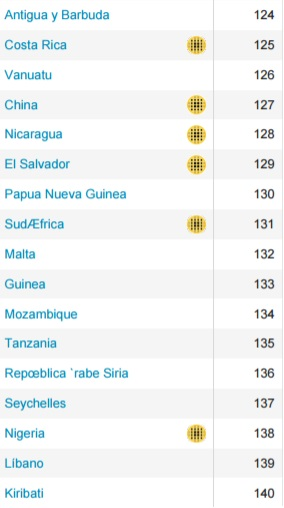 Antigua y Barbuda 124
Costa Rica 125
Vanuatu 126
China 127
Nicaragua 128
El Salvador 129
Papua Nueva Guinea 130
SudÆfrica 131
Malta 132
Guinea 133
Mozambique 134
Tanzania 135
Repœblica `rabe Siria 136
Seychelles 137
Nigeria 138
Líbano 139
Kiribati 140